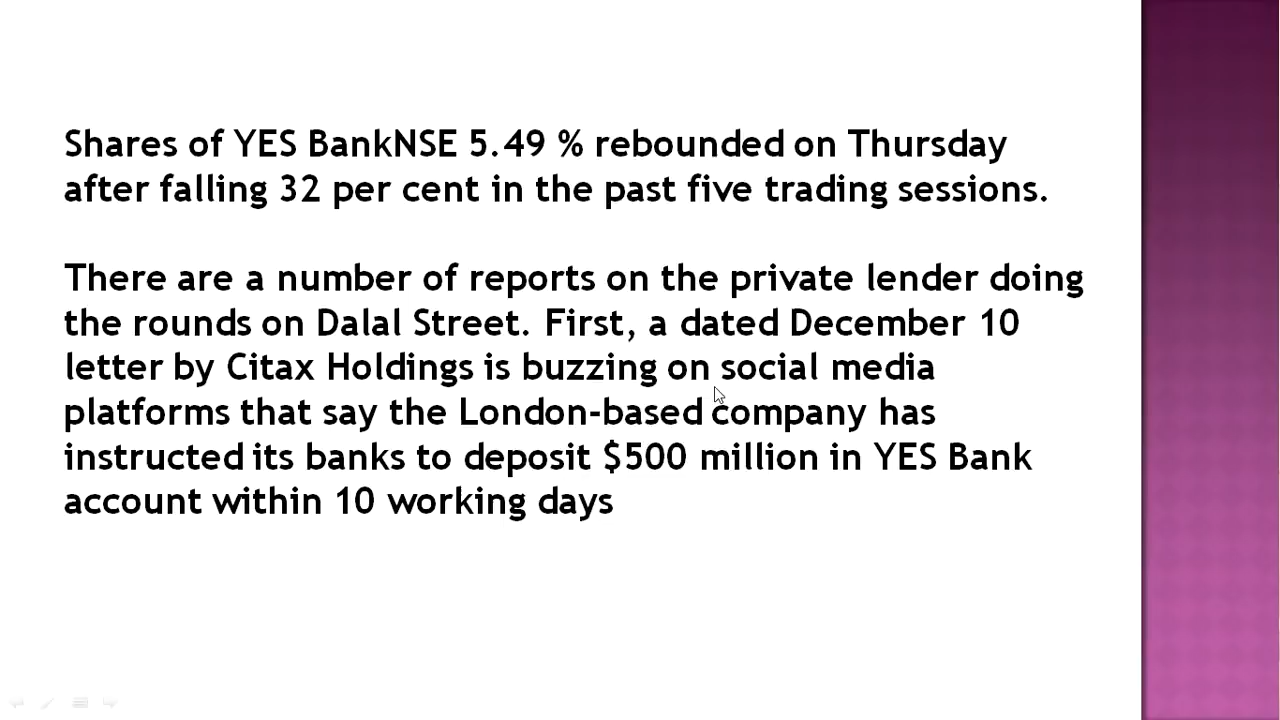 Shares of YES BankNSE 5.49 % rebounded on Thursday
after falling 32 per cent in the past five trading sessions.
There are a number of reports on the private lender doing
the rounds on Dalal Street. First, a dated December 10
letter by Citax Holdings is buzzing on social media
platforms that say the London-based company has
instructed its banks to deposit $500 million in YES Bank
account within 10 working days